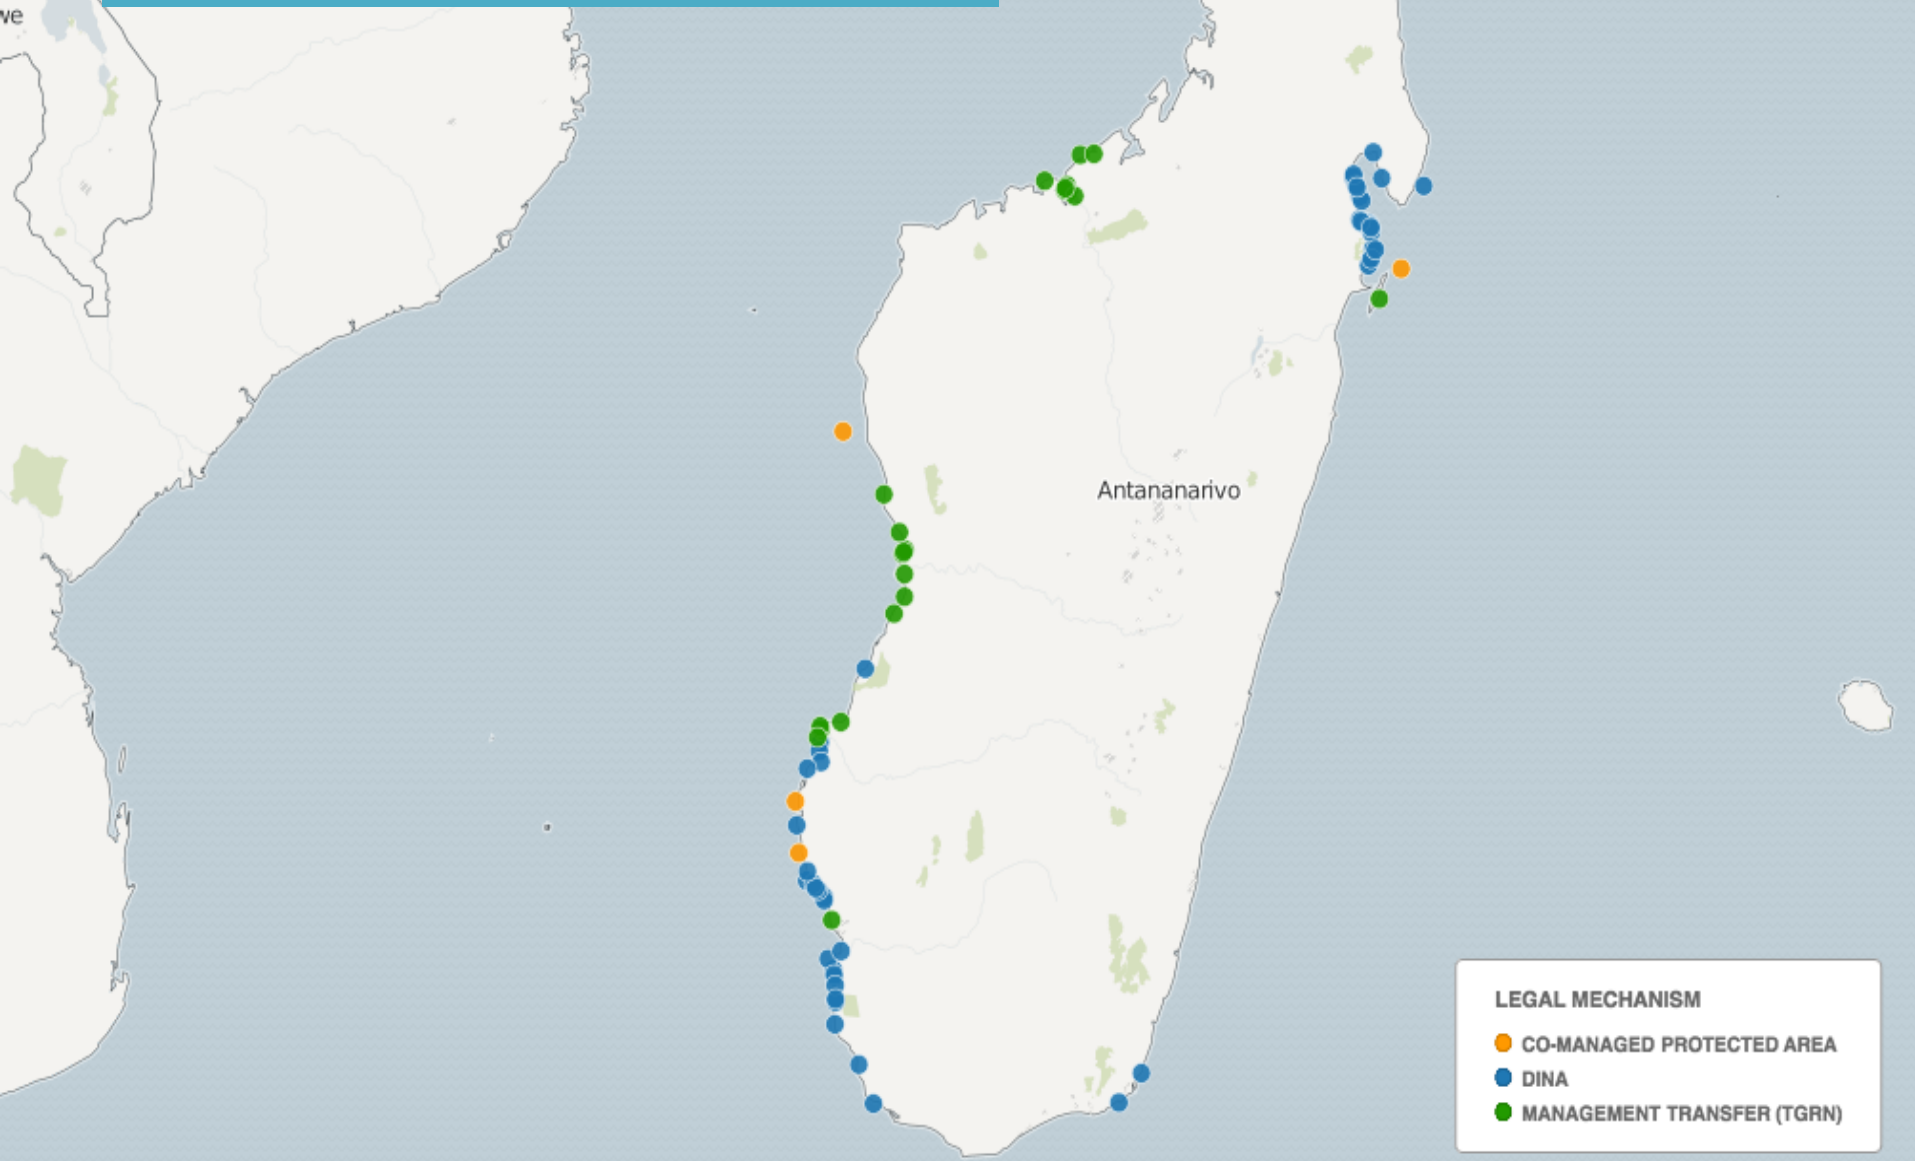 we
Antananarivo
LEGAL MECHANISM
CO-MANAGED PROTECTED AREA
DINA
MANAGEMENT TRANSFER (TGRN)